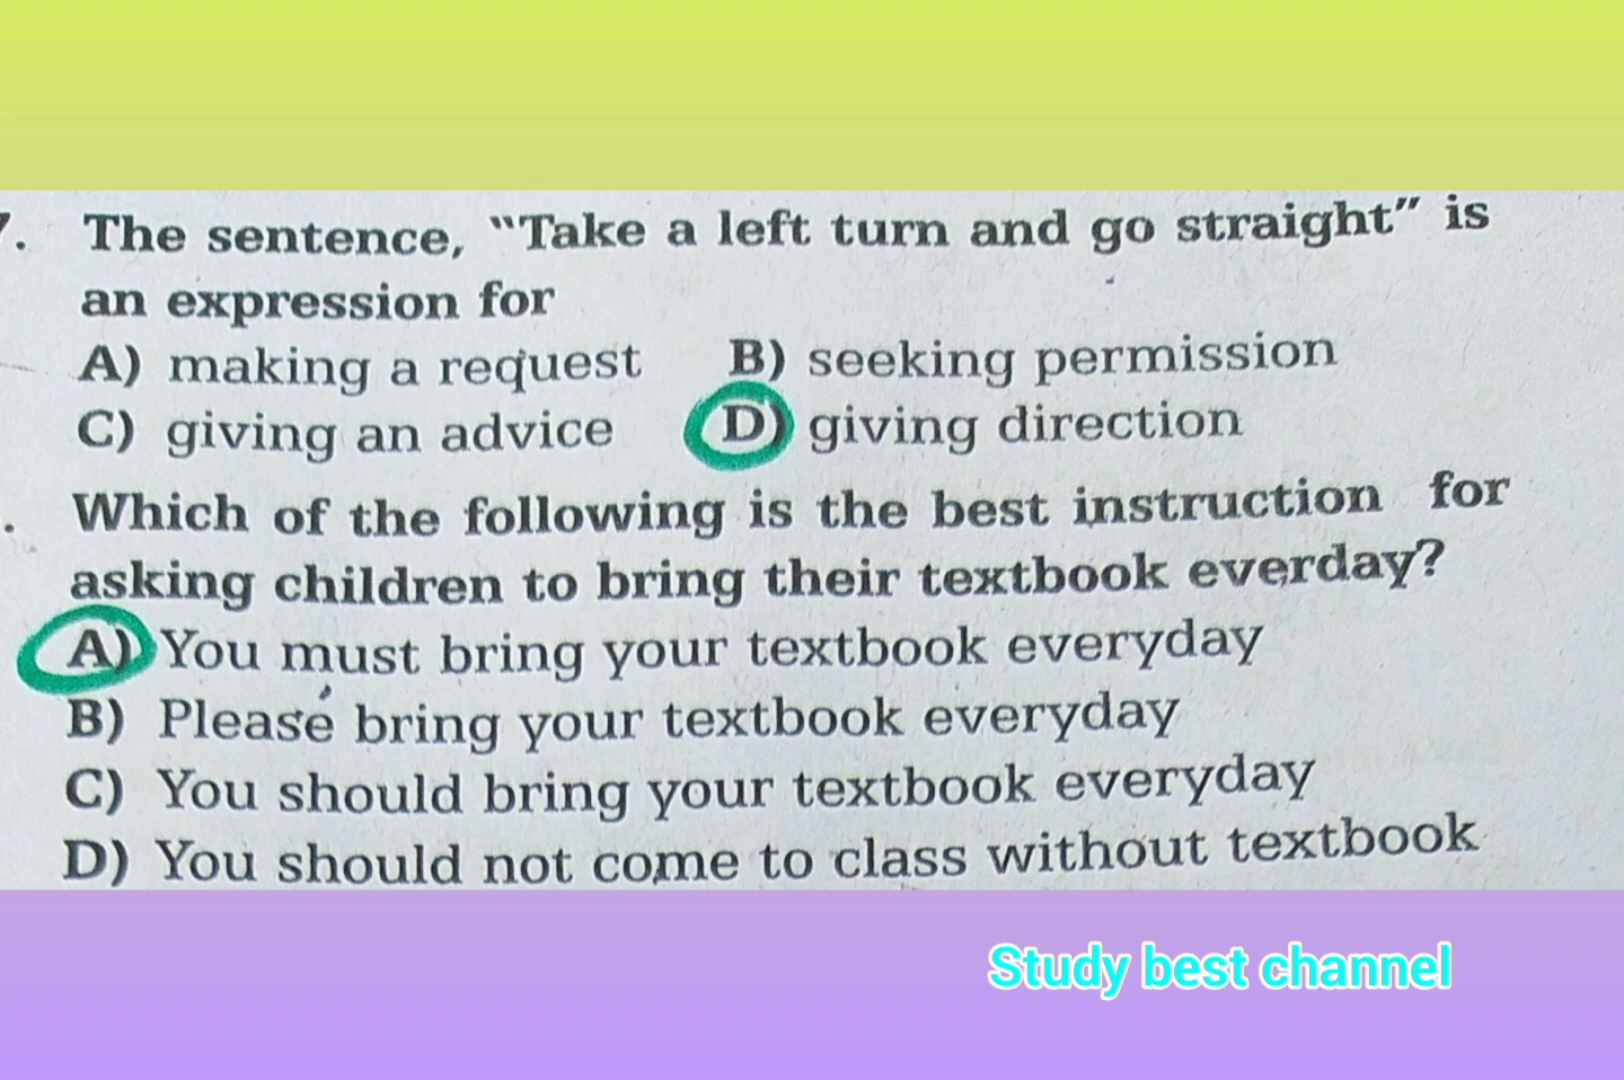 7. The sentence, "Take a left turn and go straight" is
an expression for
A) making a request B) seeking permission
C) giving an advice D) giving direction
. Which of the following is the best instruction for
asking children to bring their textbook everday?
A) You must bring your textbook everyday
B) Please bring your textbook everyday
C) You should bring your textbook everyday
D) You should not come to class without textbook
Study best channel